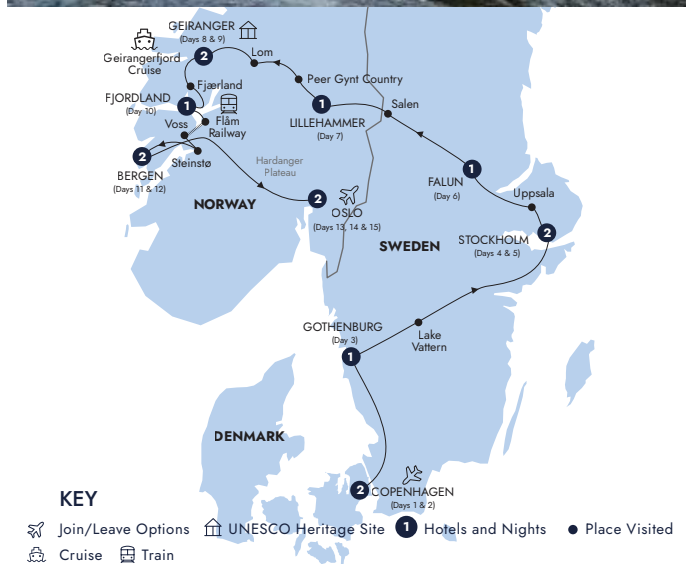 GEIRANGER
(Days 8 & 9)
2
Geirangerfjord
Cruise
Lom
Fjærland
Peer Gynt Country
FJORDLAND
(Day 10)
1
Flåm
Railway
Voss
1
LILLEHAMMER
(Day 7)
Salen
Steinstø
2
BERGEN
(Days 11 & 12)
Hardanger
Plateau
1
FALUN
(Day 6)
Uppsala
NORWAY
2
OSLO
(Days 13, 14 & 15)
SWEDEN
STOCKHOLM
(Days 4 & 5)
2
GOTHENBURG
(Day 3)
1
Lake
Vattern
DENMARK
2
COPENHAGEN
(Days 1 & 2)
KEY
Join/Leave Options
UNESCO Heritage Site
1
Hotels and Nights
Place Visited
Cruise
Train